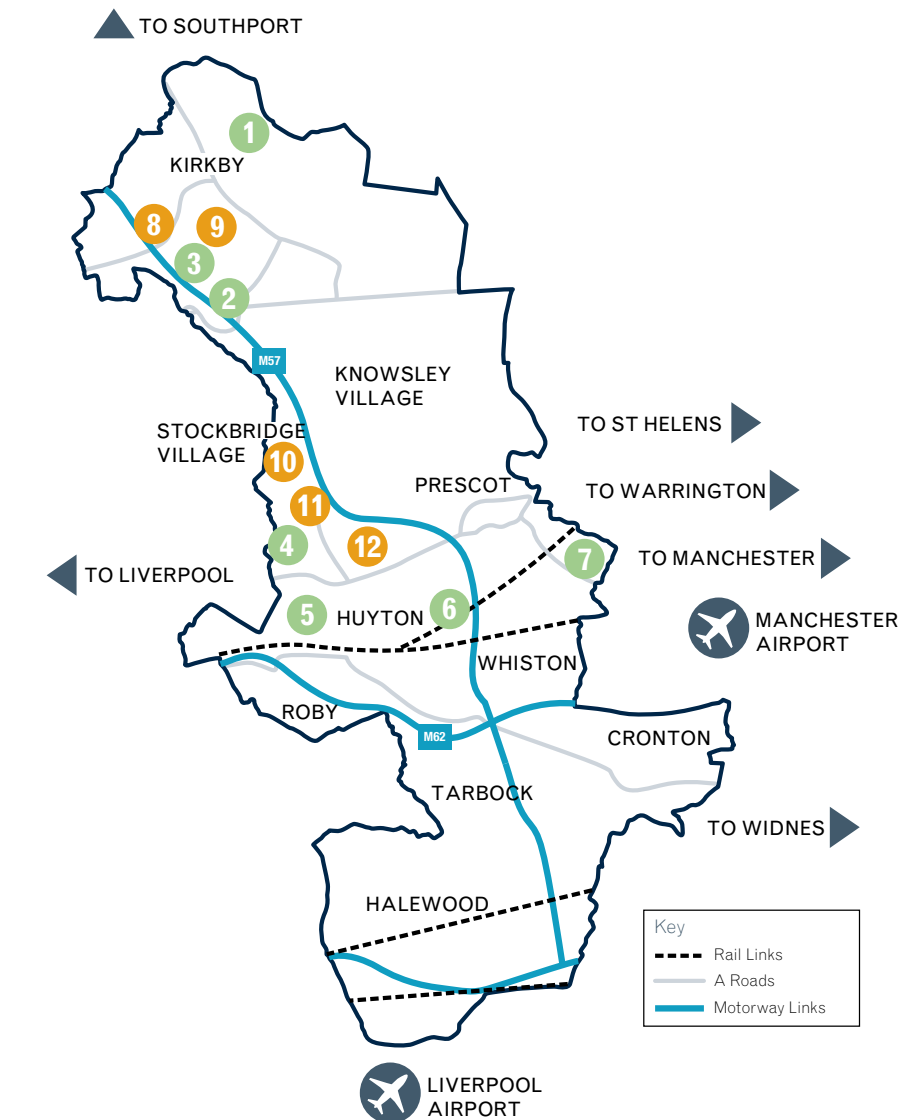 TO SOUTHPORT
1
KIRKBY
8
9
3
2
M57
KNOWSLEY
VILLAGE
STOCKBRIDGE
VILLAGE
TO ST HELENS
10
PRESCOT
TO WARRINGTON
11
4
12
7
TO MANCHESTER
TO LIVERPOOL
5
HUYTON
6
MANCHESTER
AIRPORT
WHISTON
ROBY
M62
CRONTON
TARBOCK
TO WIDNES
HALEWOOD
Key
Rail Links
A Roads
Motorway Links
LIVERPOOL
AIRPORT